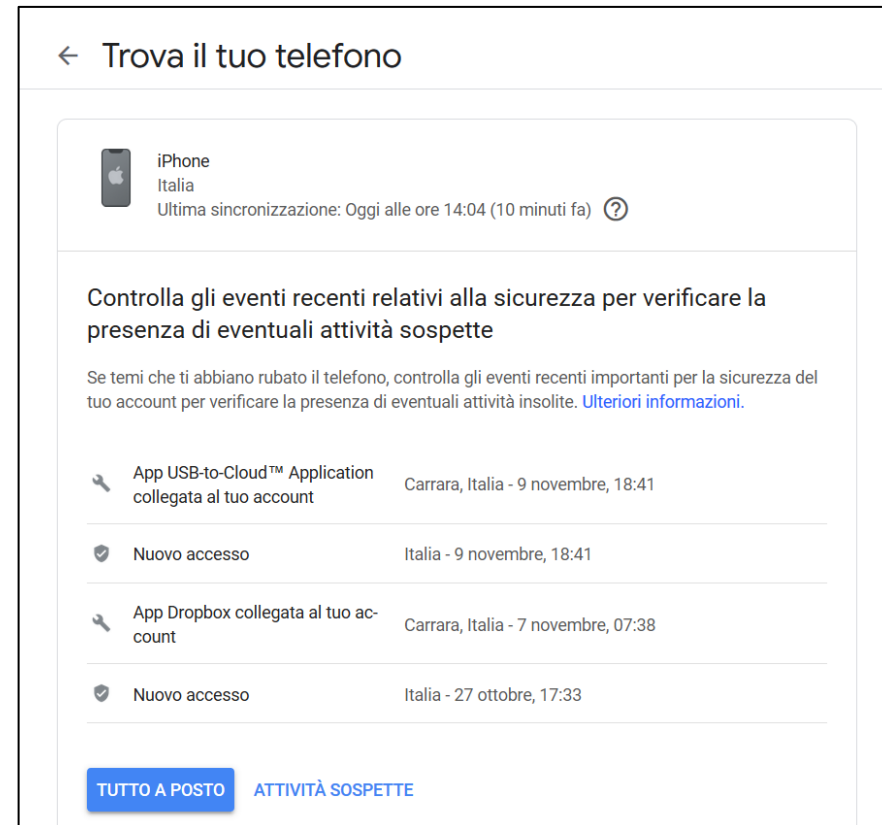 Trova il tuo telefono
iPhone
Italia
Ultima sincronizzazione: Oggi alle ore 14:04 (10 minuti fa)
Controlla gli eventi recenti relativi alla sicurezza per verificare la
presenza di eventuali attività sospette
Se temi che ti abbiano rubato il telefono, controlla gli eventi recenti importanti per la sicurezza del
tuo account per verificare la presenza di eventuali attività insolite. Ulteriori informazioni.
App USB-to-Cloud™ Application
collegata al tuo account
Carrara, Italia - 9 novembre, 18:41
Nuovo accesso
Italia - 9 novembre, 18:41
App Dropbox collegata al tuo ac-
count
Carrara, Italia - 7 novembre, 07:38
Nuovo accesso
Italia - 27 ottobre, 17:33
TUTTO A POSTO
ATTIVITÀ SOSPETTE